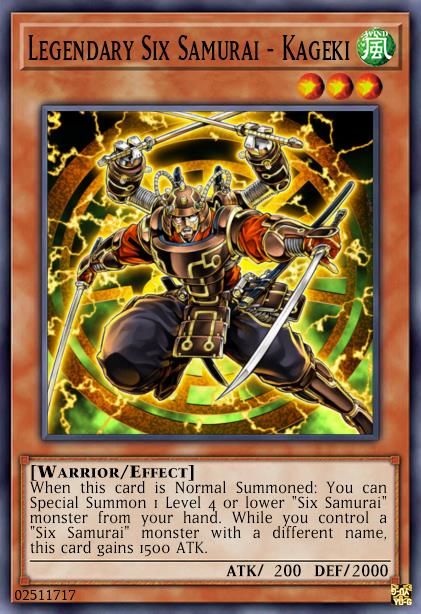 Legendary Six Samurai - Kageki
WIND
風
[Warrior/Effect]
When this card is Normal Summoned: You can
Special Summon 1 Level 4 or lower "Six Samurai"
monster from your hand. While you control a
"Six Samurai" monster with a different name,
this card gains 1500 ATK.
ATK/ 200 DEF/2000
02511717